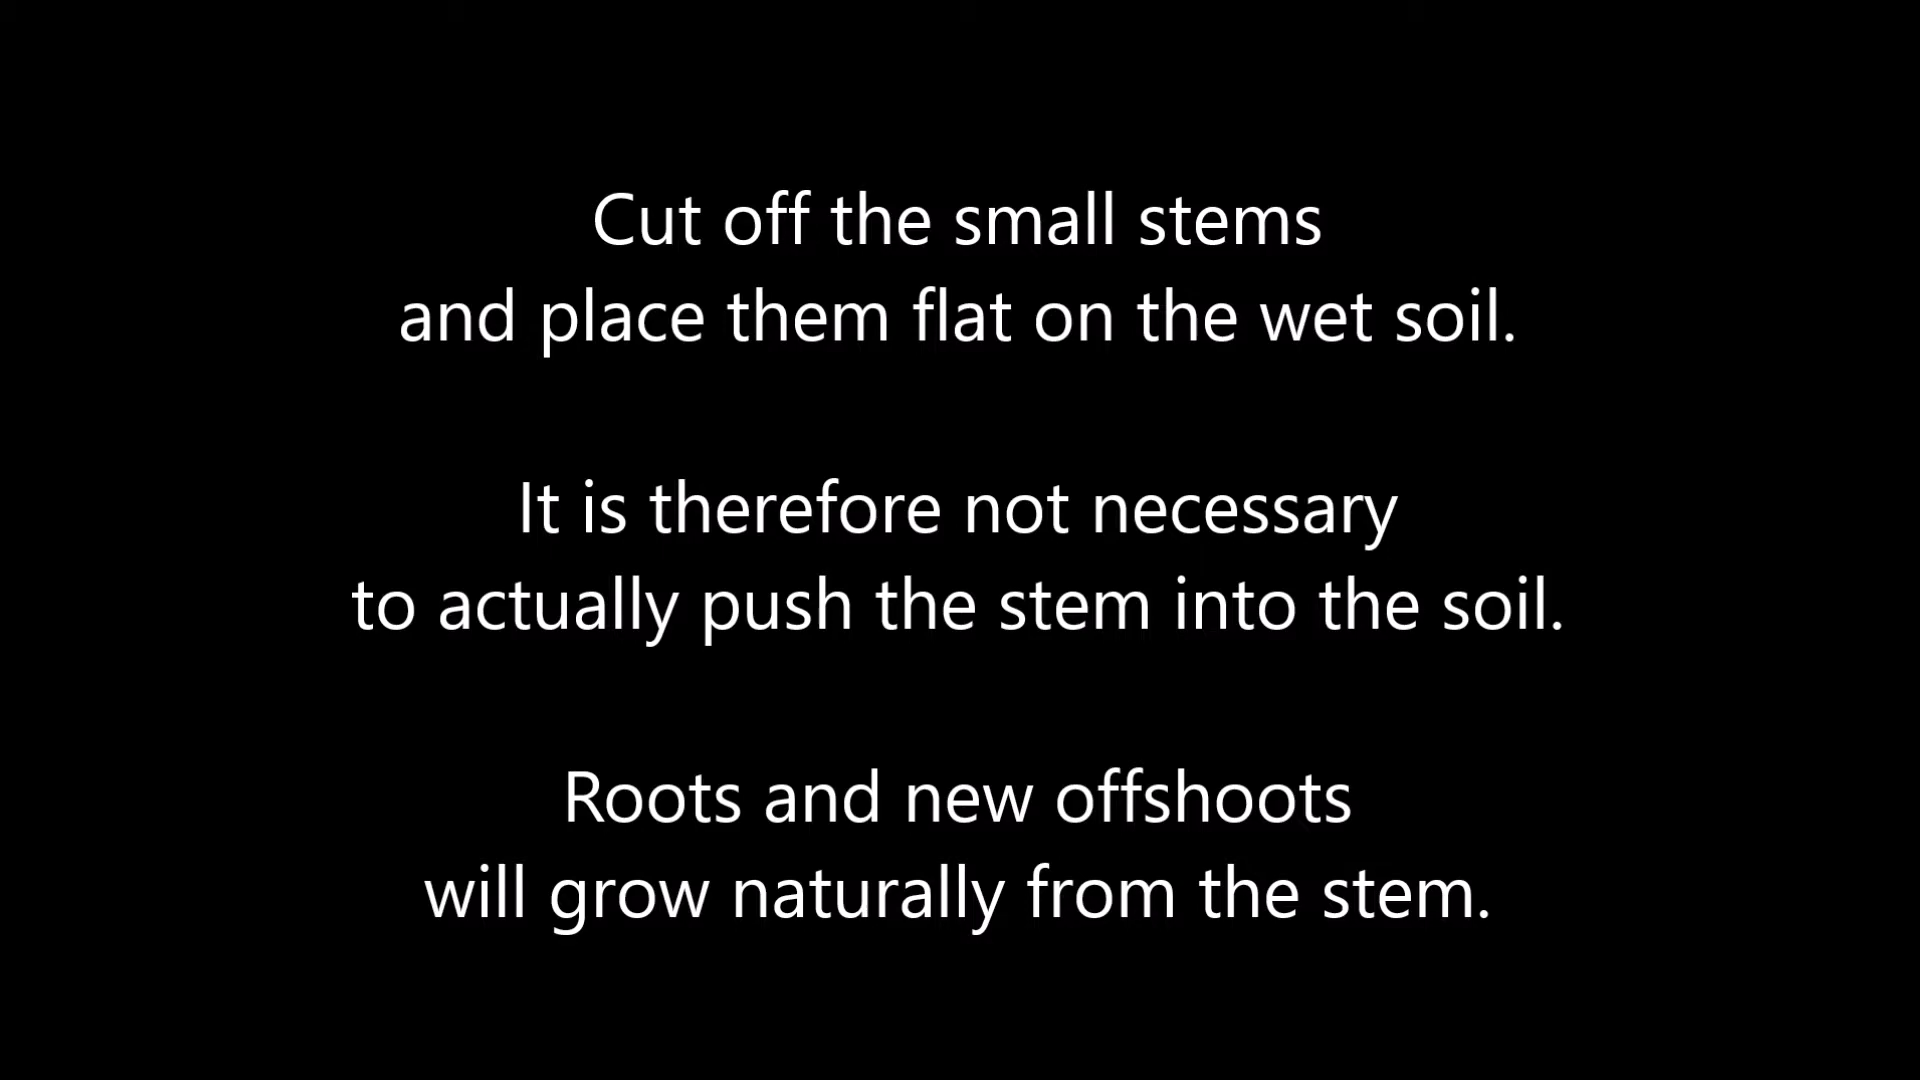 Cut off the small stems
and place them flat on the wet soil.
It is therefore not necessary
to actually push the stem into the soil.
Roots and new offshoots
will grow naturally from the stem.